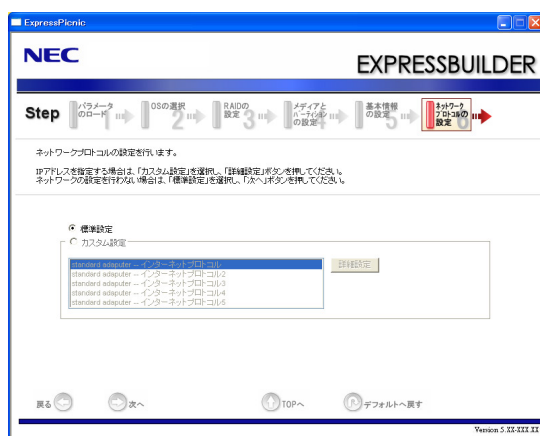 ExpressPicnic
NEC
EXPRESSBUILDER
Step
パラメータ
のロード
1
OSの選択
2
RAIDの
設定
3
メディアと
パーティション
の設定
4
基本情報
の設定
5
ネットワーク
プロトコルの
設定
6
ネットワークプロトコルの設定を行います。
IPアドレスを指定する場合は、「カスタム設定」を選択し、「詳細設定」ボタンを押してください。
ネットワークの設定を行わない場合は、「標準設定」を選択し、「次へ」ボタンを押してください。
標準設定
カスタム設定
standard adaputer -- インターネットプロトコル
standard adaputer -- インターネットプロトコル2
standard adaputer -- インターネットプロトコル3
standard adaputer -- インターネットプロトコル4
standard adaputer -- インターネットプロトコル5
詳細設定
戻る
次へ
TOPへ
デフォルトへ戻す
Version 5.XX-XXX.XX